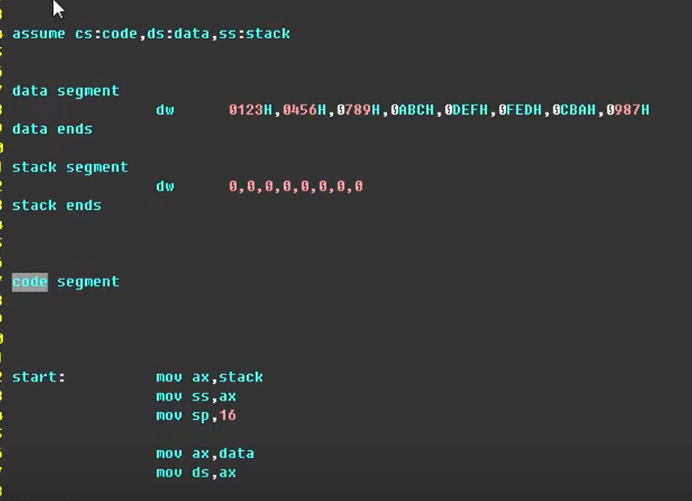 assume cs:code,ds:data,ss:stack
data segment
dw 0123H,0456H,0789H,0ABCH,0DEFH,0FEDH,0CBAH,0987H
data ends
stack segment
dw 0,0,0,0,0,0,0,0
stack ends
code segment
start: mov ax,stack
mov ss,ax
mov sp,16
mov ax,data
mov ds,ax